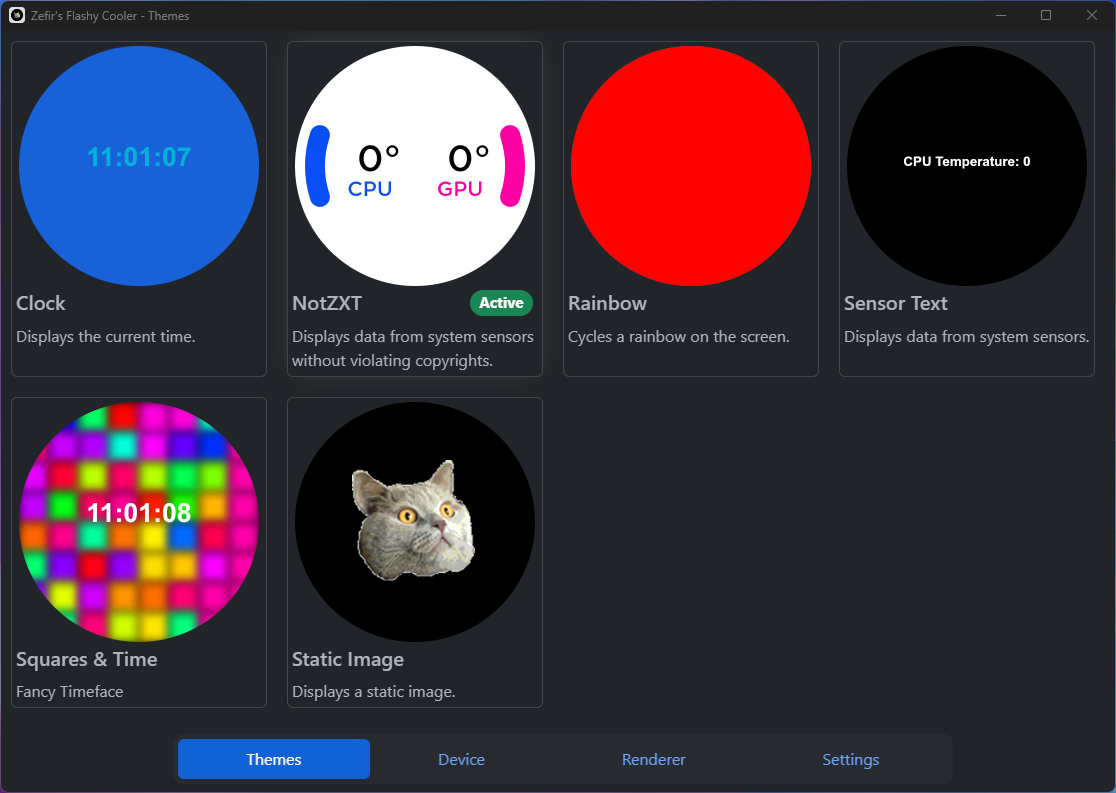 Zefir's Flashy Cooler - Themes
11:01:07
0° 0°
CPU GPU
CPU Temperature: 0
Clock
Displays the current time.
NotZXT Active
Displays data from system sensors
without violating copyrights.
Rainbow
Cycles a rainbow on the screen.
Sensor Text
Displays data from system sensors.
11:01:08
Squares & Time
Fancy Timeface
Static Image
Displays a static image.
Themes Device Renderer Settings